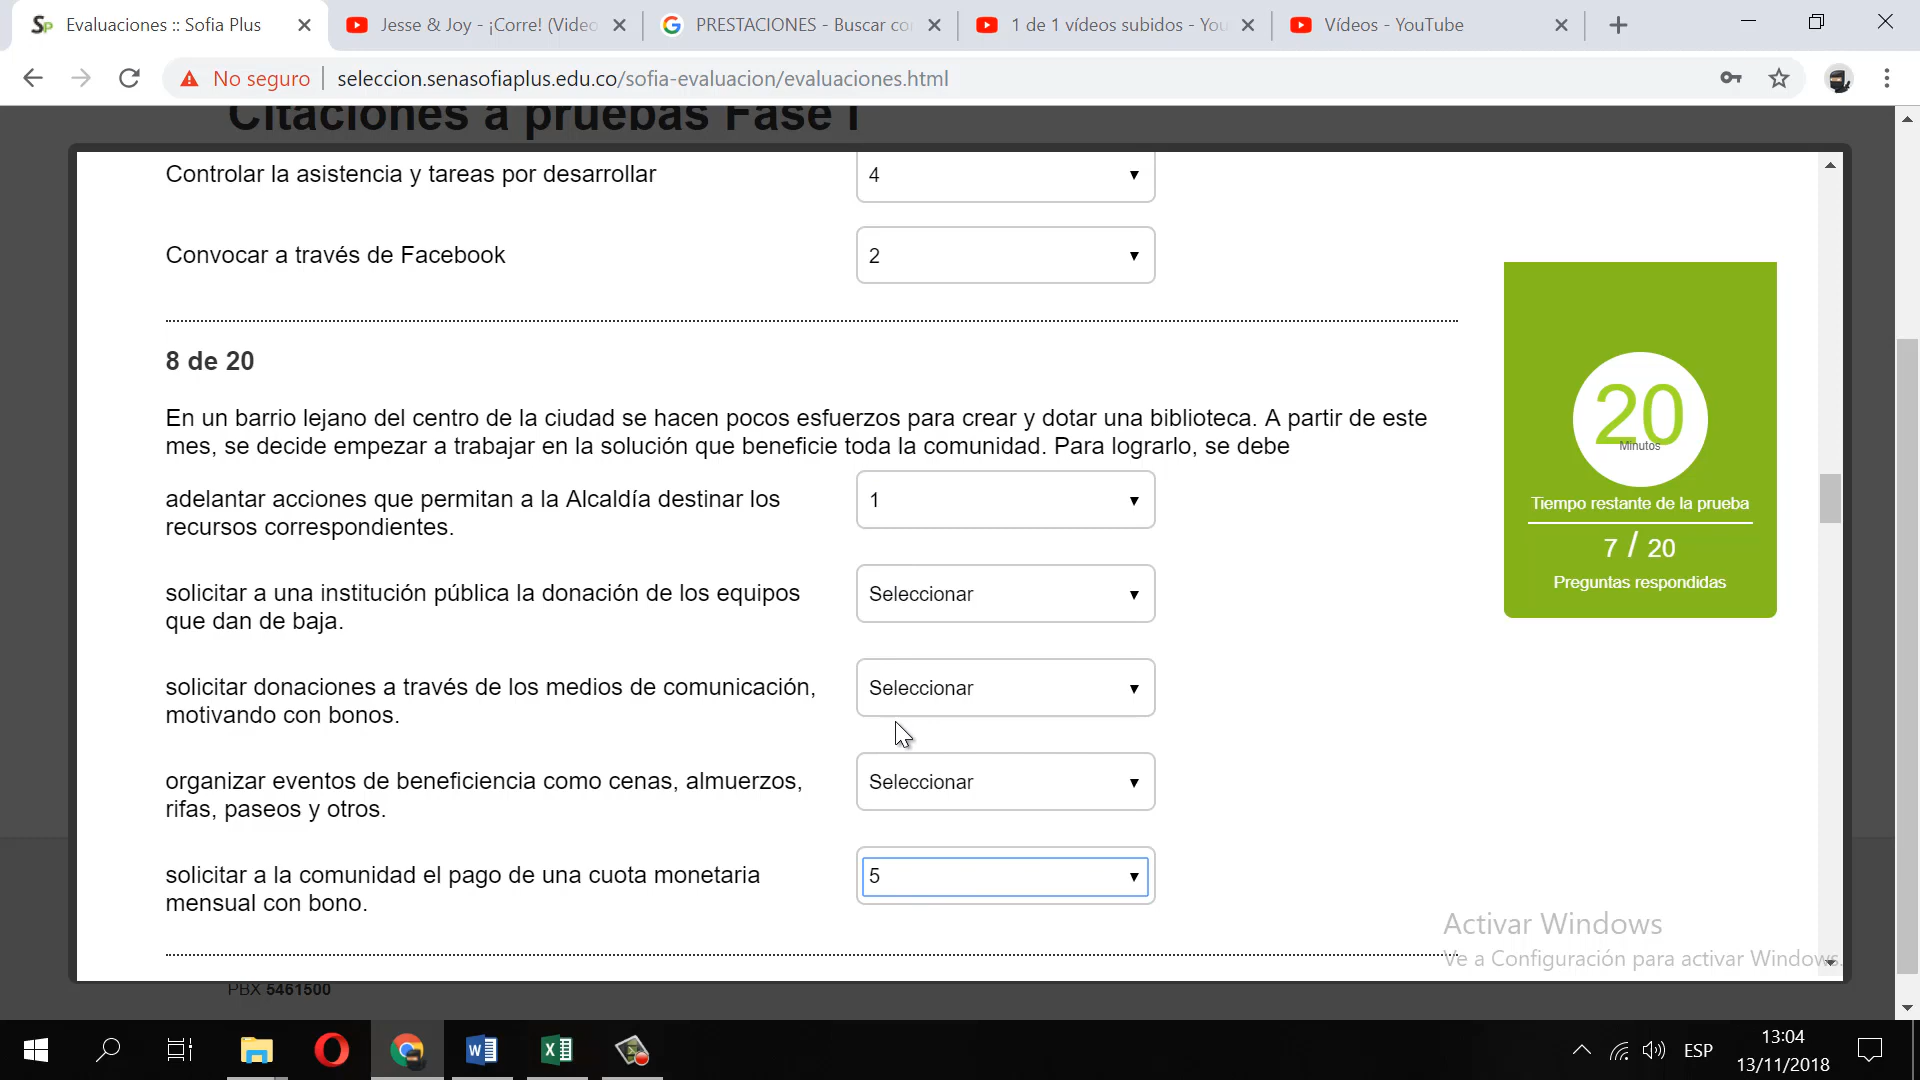 Evaluaciones :: Sofia Plus
Jesse & Joy - ¡Corre! (Video
PRESTACIONES - Buscar co
1 de 1 vídeos subidos - You
Vídeos - YouTube
No seguro
seleccion.senasofiaplus.edu.co/sofia-evaluacion/evaluaciones.html
Citaciones a pruebas Fase I
Controlar la asistencia y tareas por desarrollar
4
Convocar a través de Facebook
2
8 de 20
En un barrio lejano del centro de la ciudad se hacen pocos esfuerzos para crear y dotar una biblioteca. A partir de este
mes, se decide empezar a trabajar en la solución que beneficie toda la comunidad. Para lograrlo, se debe
adelantar acciones que permitan a la Alcaldía destinar los
recursos correspondientes.
1
solicitar a una institución pública la donación de los equipos
que dan de baja.
Seleccionar
solicitar donaciones a través de los medios de comunicación,
motivando con bonos.
Seleccionar
organizar eventos de beneficiencia como cenas, almuerzos,
rifas, paseos y otros.
Seleccionar
solicitar a la comunidad el pago de una cuota monetaria
mensual con bono.
5
20
Minutos
Tiempo restante de la prueba
7 / 20
Preguntas respondidas
Activar Windows
Ve a Configuración para activar Windows.
PBX 5461500
ESP
13:04
13/11/2018